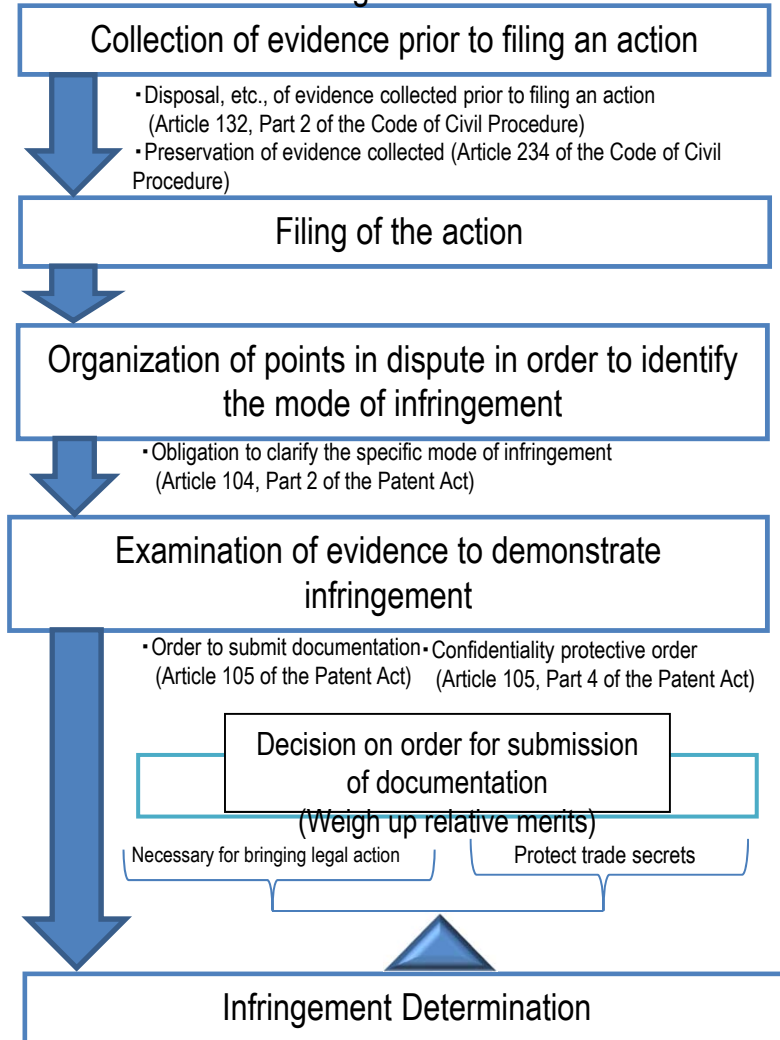 Collection of evidence prior to filing an action
・Disposal, etc., of evidence collected prior to filing an action
(Article 132, Part 2 of the Code of Civil Procedure)
・Preservation of evidence collected (Article 234 of the Code of Civil
Procedure)
Filing of the action
Organization of points in dispute in order to identify
the mode of infringement
・Obligation to clarify the specific mode of infringement
(Article 104, Part 2 of the Patent Act)
Examination of evidence to demonstrate
infringement
・Order to submit documentation
(Article 105 of the Patent Act)
・Confidentiality protective order
(Article 105, Part 4 of the Patent Act)
Decision on order for submission
of documentation
(Weigh up relative merits)
Necessary for bringing legal action
Protect trade secrets
Infringement Determination